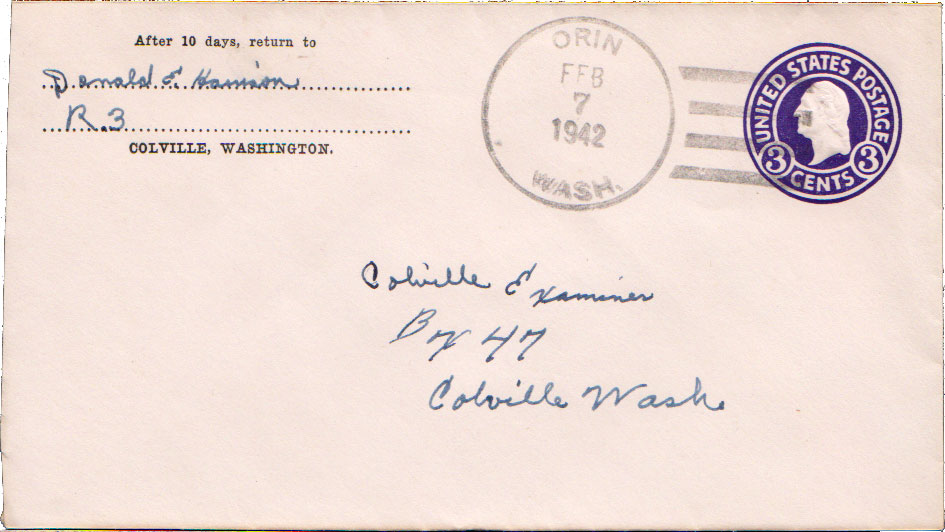 After 10 days, return to
Donald E.
R. 3
COLVILLE, WASHINGTON.
ORIN
FEB
7
1942
WASH.
UNITED STATES POSTAGE
3 CENTS 3
Colville Examiner
Box 47
Colville Wash.